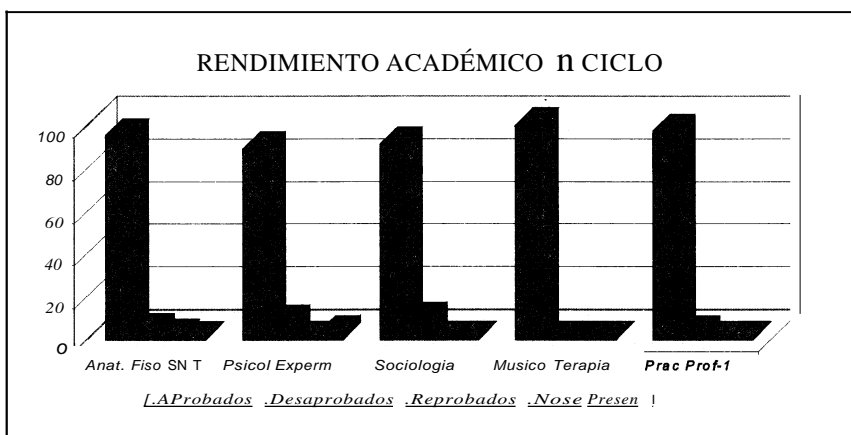 RENDIMIENTO ACADÉMICO n CICLO
100
80
60
40
20
O
Anat. Fiso SN T Psicol Experm Sociologia Musico Terapia Prac Prof-1
[.AProbados .Desaprobados .Reprobados .Nose Presen |